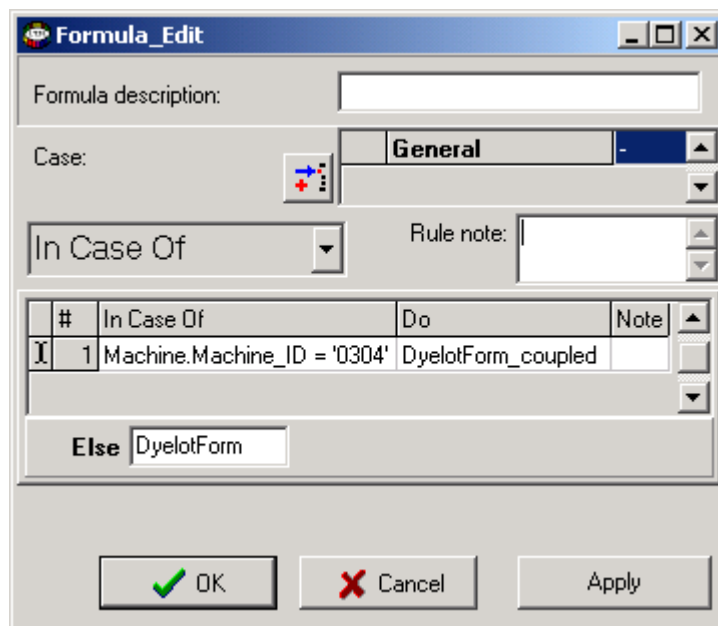 Formula_Edit
Formula description:
Case:
General -
In Case Of
Rule note:
# In Case Of Do Note
1 Machine.Machine_ID = '0304' DyelotForm_coupled
Else DyelotForm
OK Cancel Apply